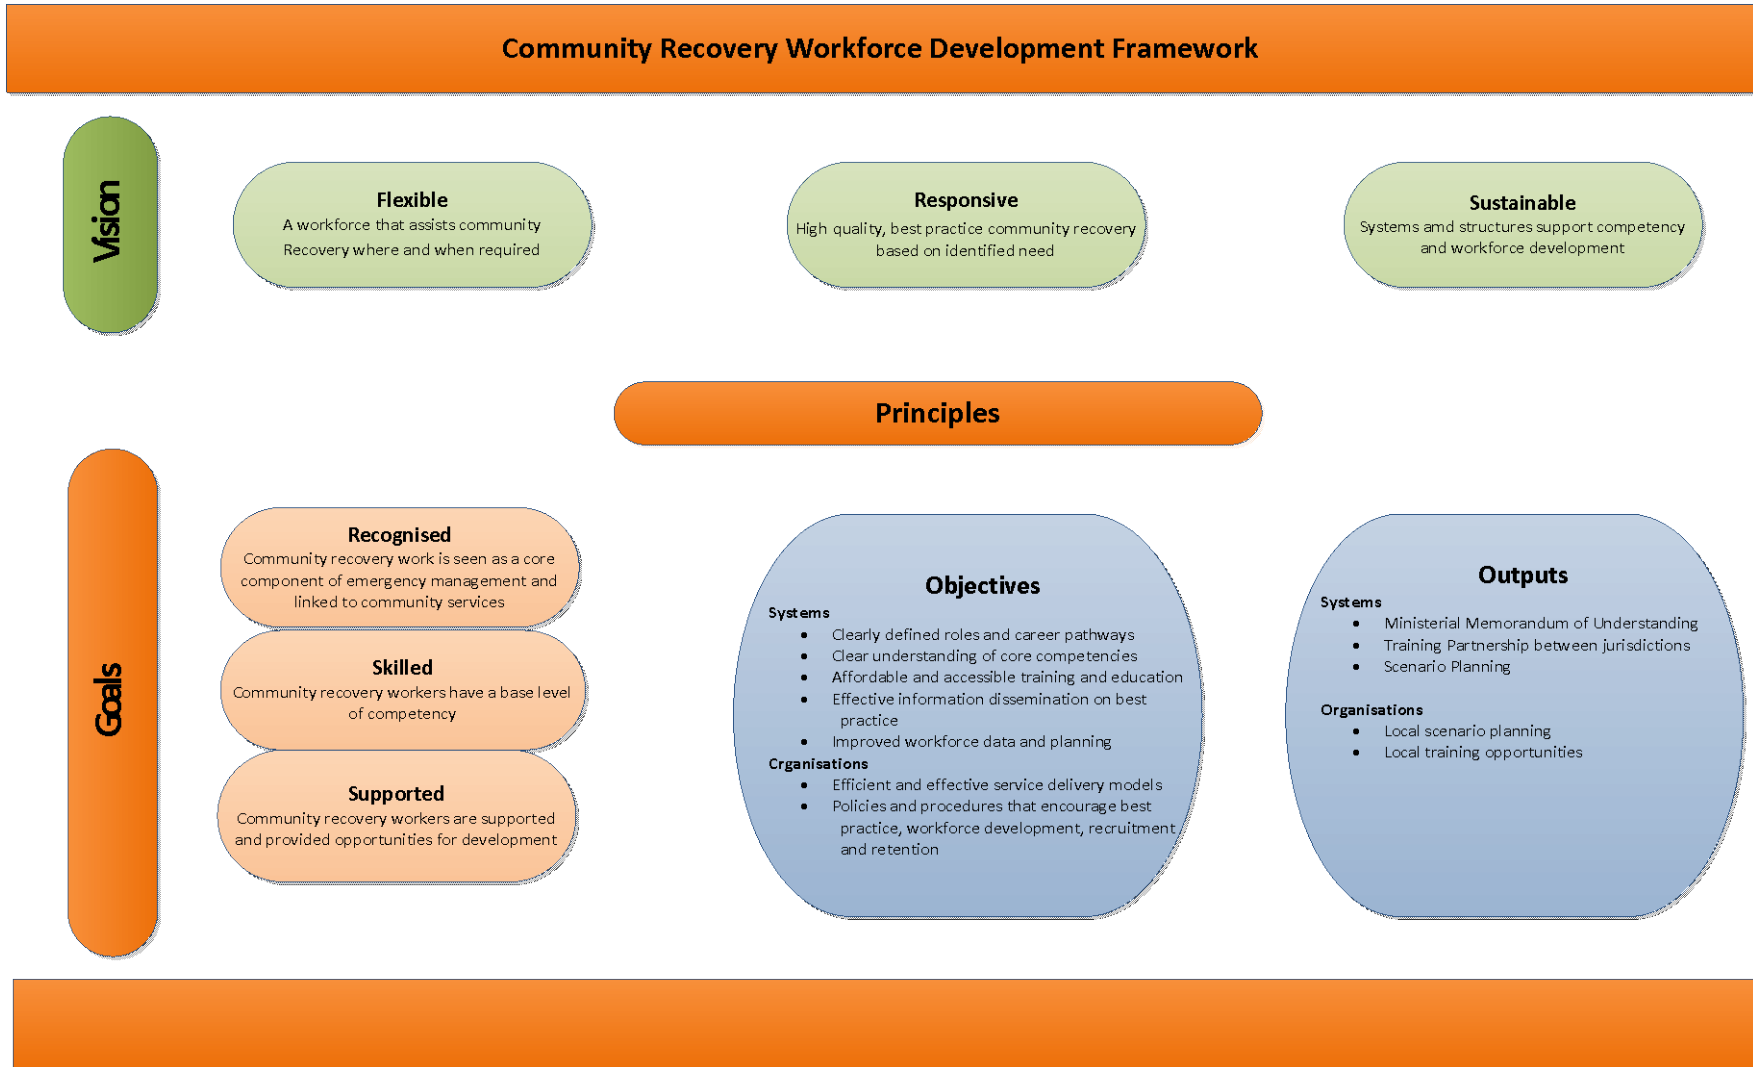 Community Recovery Workforce Development Framework
Vision
Flexible
A workforce that assists community
Recovery where and when required
Responsive
High quality, best practice community recovery
based on identified need
Sustainable
Systems amd structures support competency
and workforce development
Principles
Goals
Recognised
Community recovery work is seen as a core
component of emergency management and
linked to community services
Skilled
Community recovery workers have a base level
of competency
Supported
Community recovery workers are supported
and provided opportunities for development
Objectives
Systems
• Clearly defined roles and career pathways
• Clear understanding of core competencies
• Affordable and accessible training and education
• Effective information dissemination on best
practice
• Improved workforce data and planning
Crganisations
• Efficient and effective service delivery models
• Policies and procedures that encourage best
practice, workforce development, recruitment
and retention
Outputs
Systems
• Ministerial Memorandum of Understanding
• Training Partnership between jurisdictions
• Scenario Planning
Organisations
• Local scenario planning
• Local training opportunities